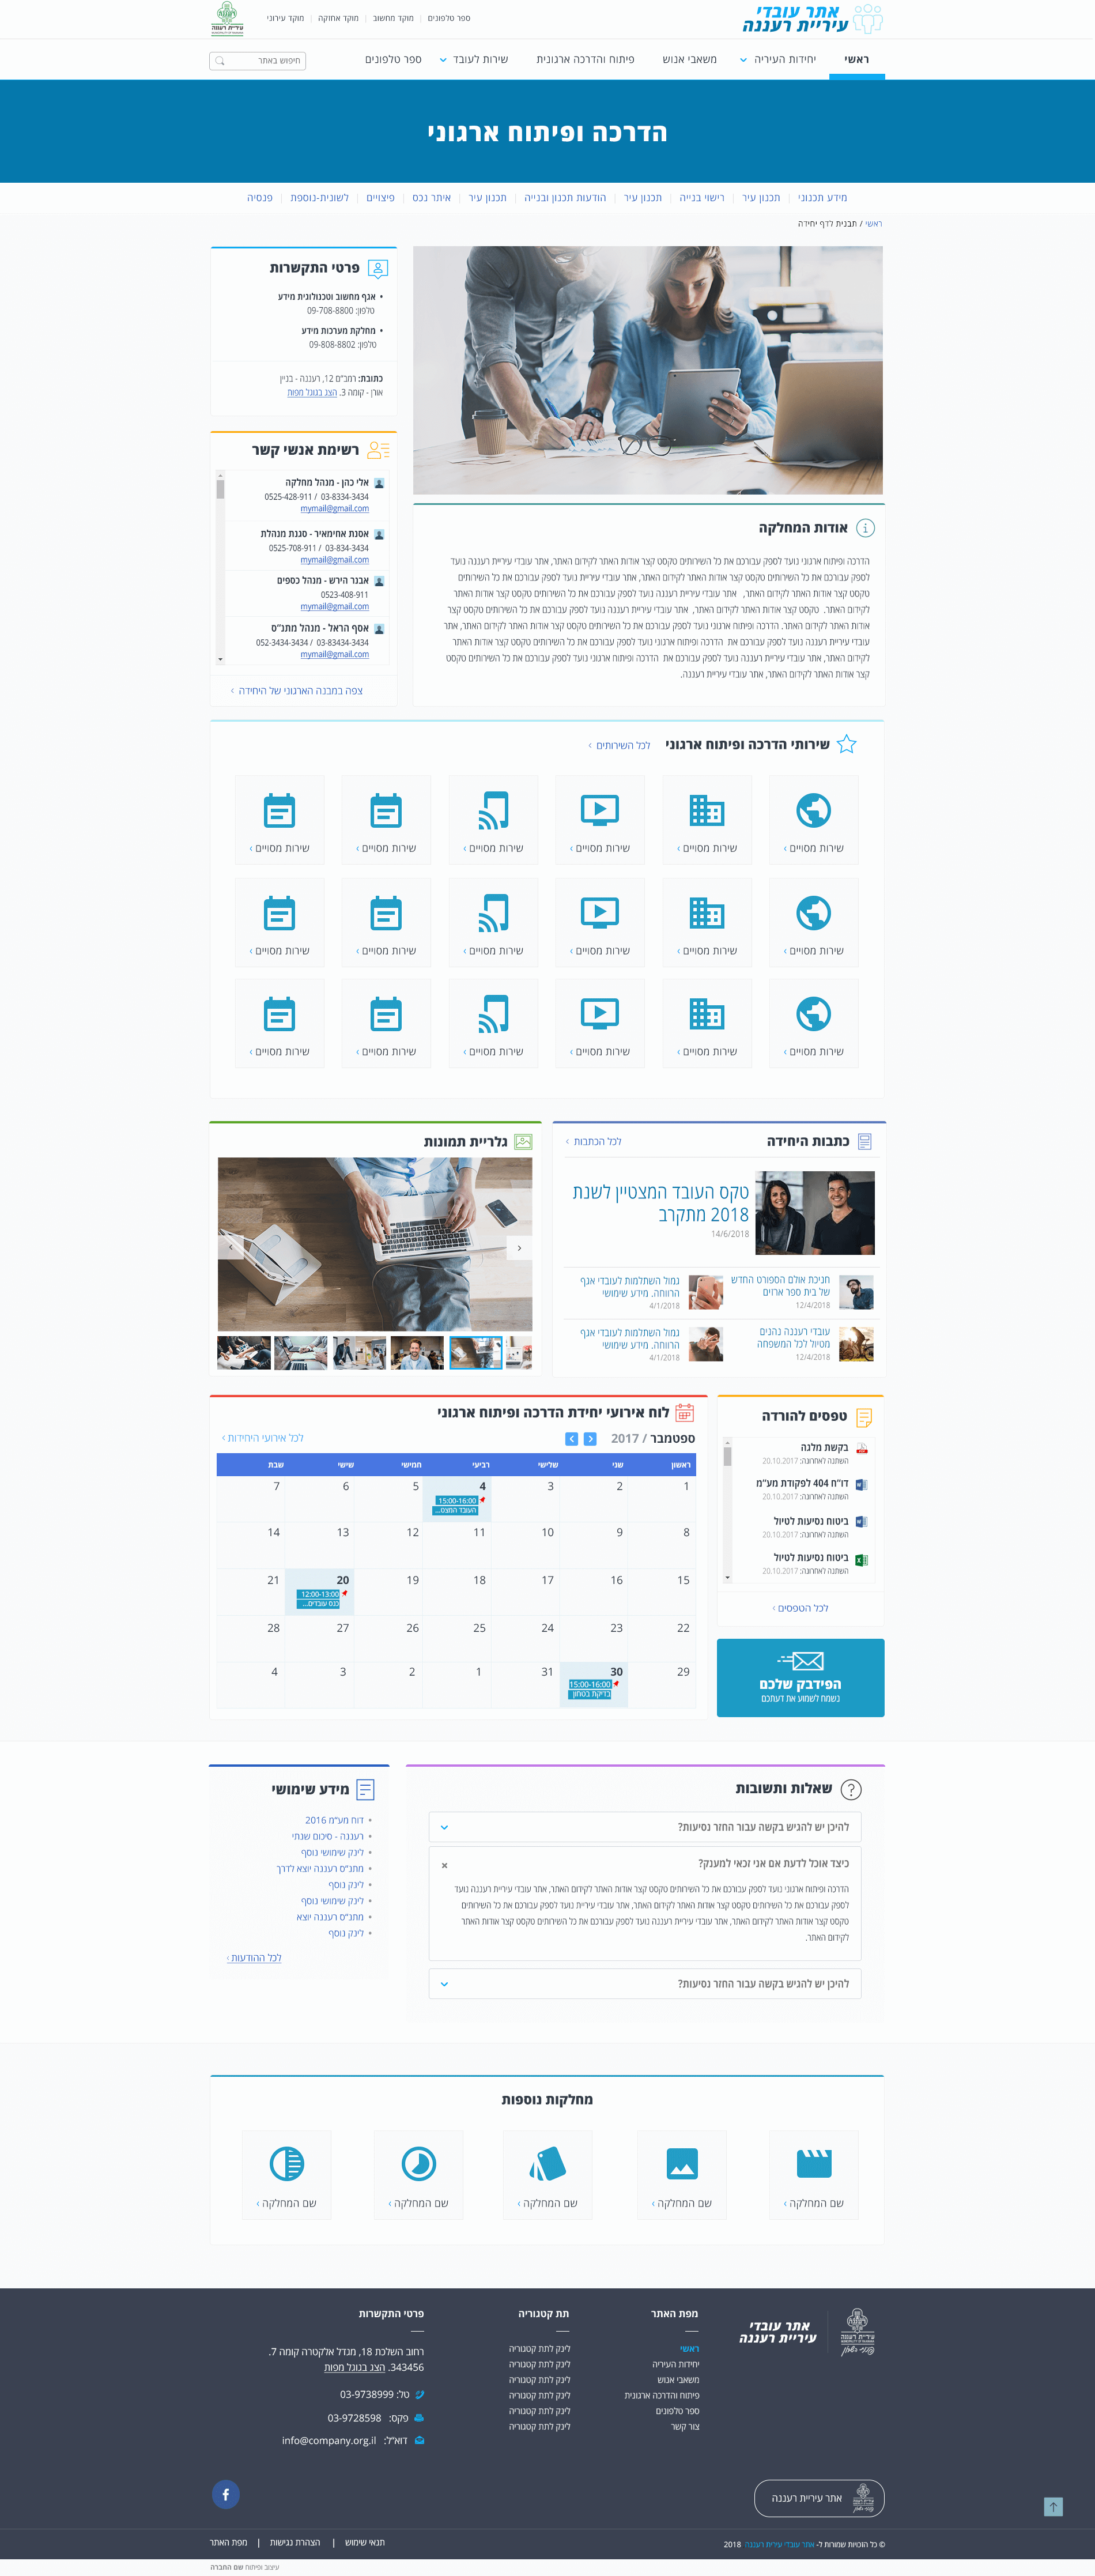 אתר עובדי
עיריית רעננה
ספר טלפונים | מוקד מחשוב | מוקד אחזקה | מוקד עירוני
עיריית רעננה
ראשי
יחידות העיריה
משאבי אנוש
פיתוח והדרכה ארגונית
שירות לעובד
ספר טלפונים
חיפוש באתר
הדרכה ופיתוח ארגוני
מידע תכנוני | תכנון עיר | רישוי בנייה | תכנון עיר | הודעות תכנון ובנייה | תכנון עיר | איתר נכס | פיצויים | לשונית-נוספת | פנסיה
ראשי / תבנית לדף יחידה
פרטי התקשרות
• אגף מחשוב וטכנולוגית מידע
טלפון: 09-708-8800
• מחלקת מערכות מידע
טלפון: 09-808-8802
כתובת: רמב"ם 12, רעננה - בניין
אורן - קומה 3. הצג בגוגל מפות
רשימת אנשי קשר
אלי כהן - מנהל מחלקה
03-8334-3434 / 0525-428-911
mymail@gmail.com
אסנת אחימאיר - סגנת מנהלת
03-834-3434 / 0525-708-911
mymail@gmail.com
אבנר הירש - מנהל כספים
0523-408-911
mymail@gmail.com
אסף הראל - מנהל מתנ"ס
03-83434-3434 / 052-3434-3434
mymail@gmail.com
צפה במבנה הארגוני של היחידה
אודות המחלקה
הדרכה ופיתוח ארגוני נועד לספק עבורכם את כל השירותים טקסט קצר אודות האתר לקידום האתר, אתר עובדי עיריית רעננה נועד
לספק עבורכם את כל השירותים טקסט קצר אודות האתר לקידום האתר, אתר עובדי עיריית רעננה נועד לספק עבורכם את כל השירותים
טקסט קצר אודות האתר לקידום האתר, אתר עובדי עיריית רעננה נועד לספק עבורכם את כל השירותים טקסט קצר אודות האתר
לקידום האתר. טקסט קצר אודות האתר לקידום האתר, אתר עובדי עיריית רעננה נועד לספק עבורכם את כל השירותים טקסט קצר
אודות האתר לקידום האתר. הדרכה ופיתוח ארגוני נועד לספק עבורכם את כל השירותים טקסט קצר אודות האתר לקידום האתר, אתר
עובדי עיריית רעננה נועד לספק עבורכם את הדרכה ופיתוח ארגוני נועד לספק עבורכם את כל השירותים טקסט קצר אודות האתר
לקידום האתר, אתר עובדי עיריית רעננה נועד לספק עבורכם את הדרכה ופיתוח ארגוני נועד לספק עבורכם את כל השירותים טקסט
קצר אודות האתר לקידום האתר, אתר עובדי עיריית רעננה.
שירותי הדרכה ופיתוח ארגוני
לכל השירותים
שירות מסויים שירות מסויים שירות מסויים שירות מסויים שירות מסויים שירות מסויים
שירות מסויים שירות מסויים שירות מסויים שירות מסויים שירות מסויים שירות מסויים
שירות מסויים שירות מסויים שירות מסויים שירות מסויים שירות מסויים שירות מסויים
כתבות היחידה
לכל הכתבות
טקס העובד המצטיין לשנת
2018 מתקרב
14/6/2018
חניכת אולם הספורט החדש
של בית ספר ארזים
12/4/2018
גמול השתלמות לעובדי אגף
הרווחה. מידע שימושי
4/1/2018
עובדי רעננה נהנים
מטיול לכל המשפחה
12/4/2018
גמול השתלמות לעובדי אגף
הרווחה. מידע שימושי
4/1/2018
גלריית תמונות
טפסים להורדה
בקשת מלגה
השתנה לאחרונה: 20.10.2017
דו"ח 404 לפקודת מע"מ
השתנה לאחרונה: 20.10.2017
ביטוח נסיעות לטיול
השתנה לאחרונה: 20.10.2017
ביטוח נסיעות לטיול
השתנה לאחרונה: 20.10.2017
לכל הטפסים
הפידבק שלכם
נשמח לשמוע את דעתכם
לוח אירועי יחידת הדרכה ופיתוח ארגוני
ספטמבר / 2017
לכל אירועי היחידות
ראשון שני שלישי רביעי חמישי שישי שבת
1 2 3 4 5 6 7
15:00-16:00
העובד המצט...
8 9 10 11 12 13 14
15 16 17 18 19 20 21
12:00-13:00
כנס עובדים...
22 23 24 25 26 27 28
29 30 31 1 2 3 4
15:00-16:00
בדיקת בטחון
שאלות ותשובות
להיכן יש להגיש בקשה עבור החזר נסיעות?
כיצד אוכל לדעת אם אני זכאי למענק?
הדרכה ופיתוח ארגוני נועד לספק עבורכם את כל השירותים טקסט קצר אודות האתר לקידום האתר, אתר עובדי עיריית רעננה נועד
לספק עבורכם את כל השירותים טקסט קצר אודות האתר לקידום האתר, אתר עובדי עיריית רעננה נועד לספק עבורכם את כל השירותים
טקסט קצר אודות האתר לקידום האתר, אתר עובדי עיריית רעננה נועד לספק עבורכם את כל השירותים טקסט קצר אודות האתר
לקידום האתר.
להיכן יש להגיש בקשה עבור החזר נסיעות?
מידע שימושי
• דוח מע"מ 2016
• רעננה - סיכום שנתי
• לינק שימושי נוסף
• מתנ"ס רעננה יוצא לדרך
• לינק נוסף
• לינק שימושי נוסף
• מתנ"ס רעננה יוצא
• לינק נוסף
לכל ההודעות
מחלקות נוספות
שם המחלקה שם המחלקה שם המחלקה שם המחלקה שם המחלקה
עיריית רעננה
אתר עובדי
עיריית רעננה
מפת האתר
ראשי
יחידות העיריה
משאבי אנוש
פיתוח והדרכה ארגונית
ספר טלפונים
צור קשר
תת קטגוריה
לינק לתת קטגוריה
לינק לתת קטגוריה
לינק לתת קטגוריה
לינק לתת קטגוריה
לינק לתת קטגוריה
לינק לתת קטגוריה
פרטי התקשרות
רחוב השלכת 18, מגדל אלקטרה קומה 7.
343456. הצג בגוגל מפות
טל: 03-9738999
פקס: 03-9728598
דוא"ל: info@company.org.il
אתר עיריית רעננה
© כל הזכויות שמורות ל- אתר עובדי עירית רעננה 2018
תנאי שימוש | הצהרת נגישות | מפת האתר
עיצוב ופיתוח שם החברה